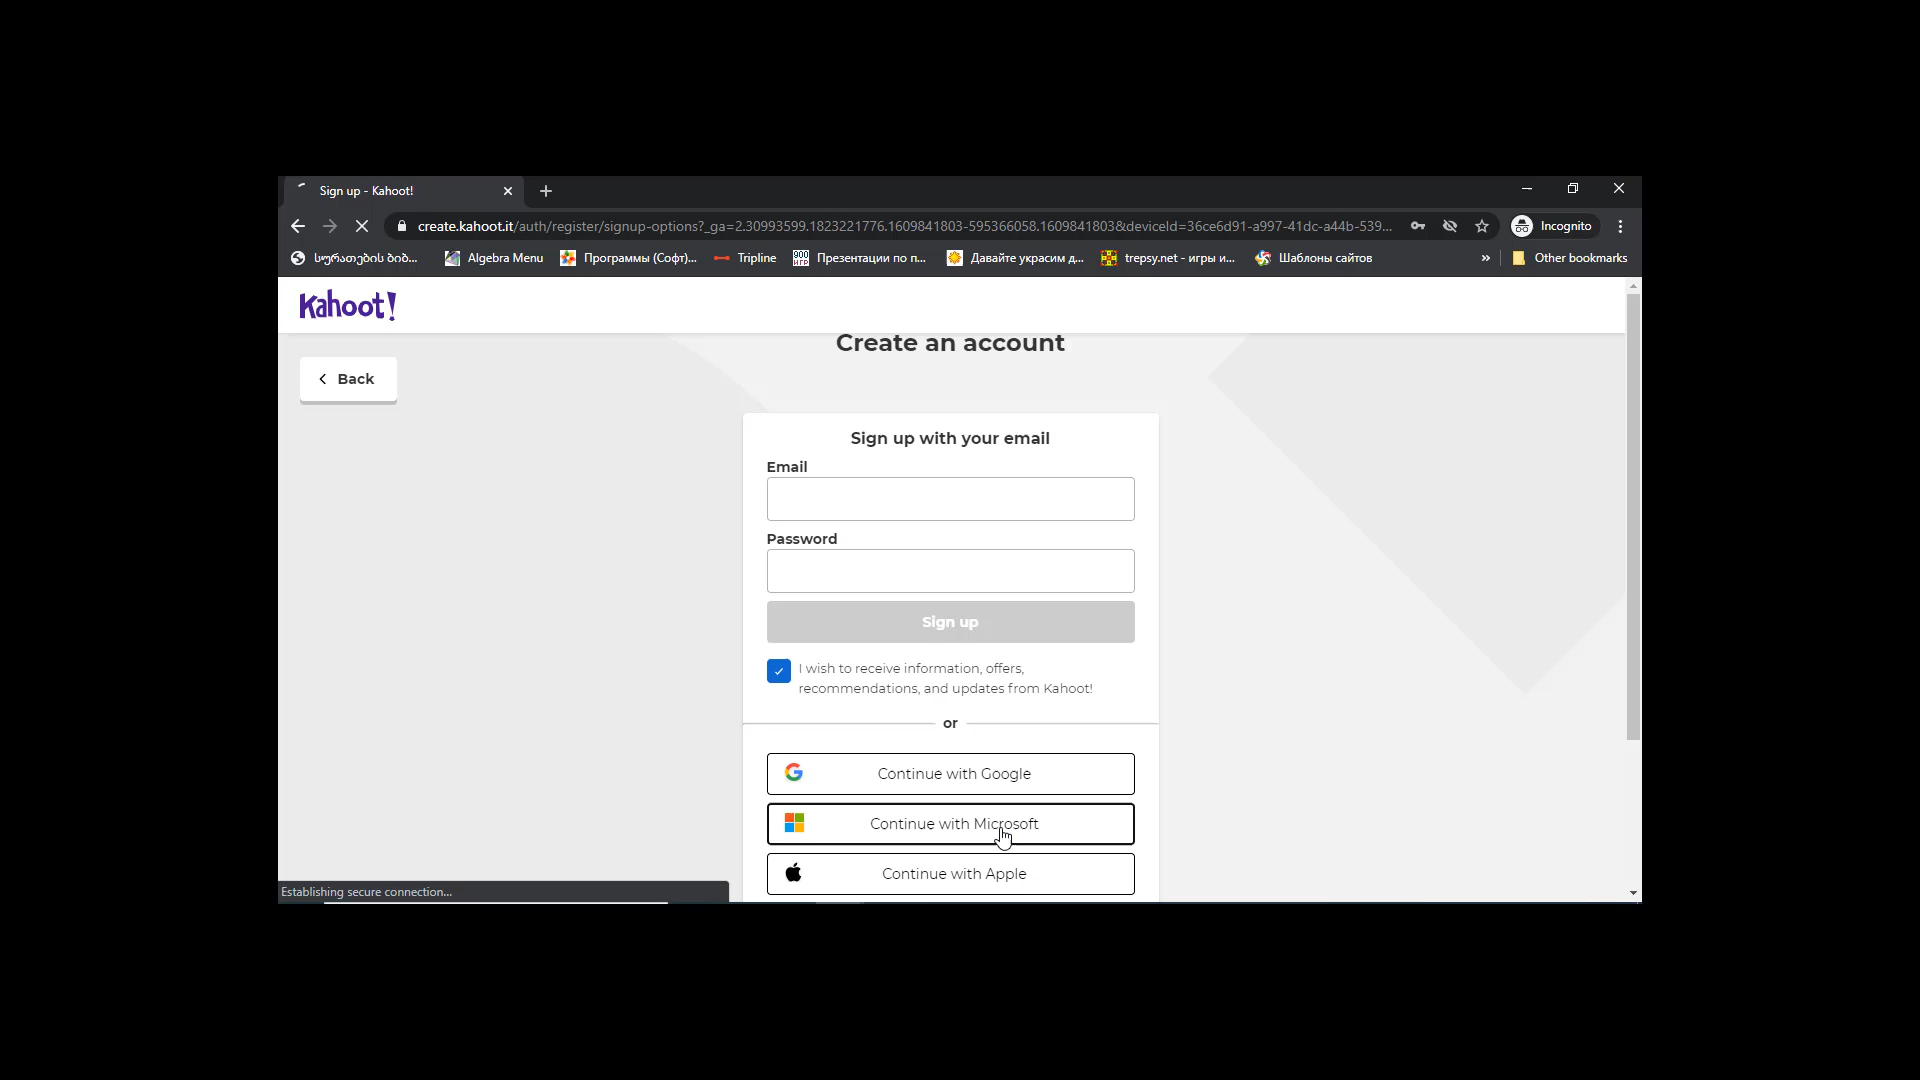 Sign up - Kahoot!
create.kahoot.it/auth/register/signup-options?_ga=2.30993599.1823221776.1609841803-595366058.1609841803&deviceId=36ce6d91-a997-41dc-a44b-539...
Incognito
სურათების ბიბ...
Algebra Menu
Программы (Софт)...
Tripline
900 ИГР
Презентации по п...
Давайте украсим д...
trepsy.net - игры и...
Шаблоны сайтов
»
Other bookmarks
Kahoot!
Create an account
Back
Sign up with your email
Email
Password
Sign up
I wish to receive information, offers,
recommendations, and updates from Kahoot!
or
Continue with Google
Continue with Microsoft
Continue with Apple
Establishing secure connection...